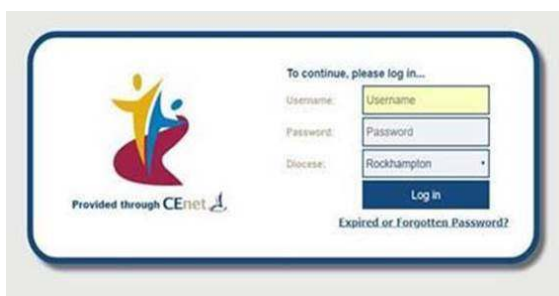 To continue, please log in...
Username: Username
Password: Password
Diocese: Rockhampton
Log in
Provided through CEnet
Expired or Forgotten Password?